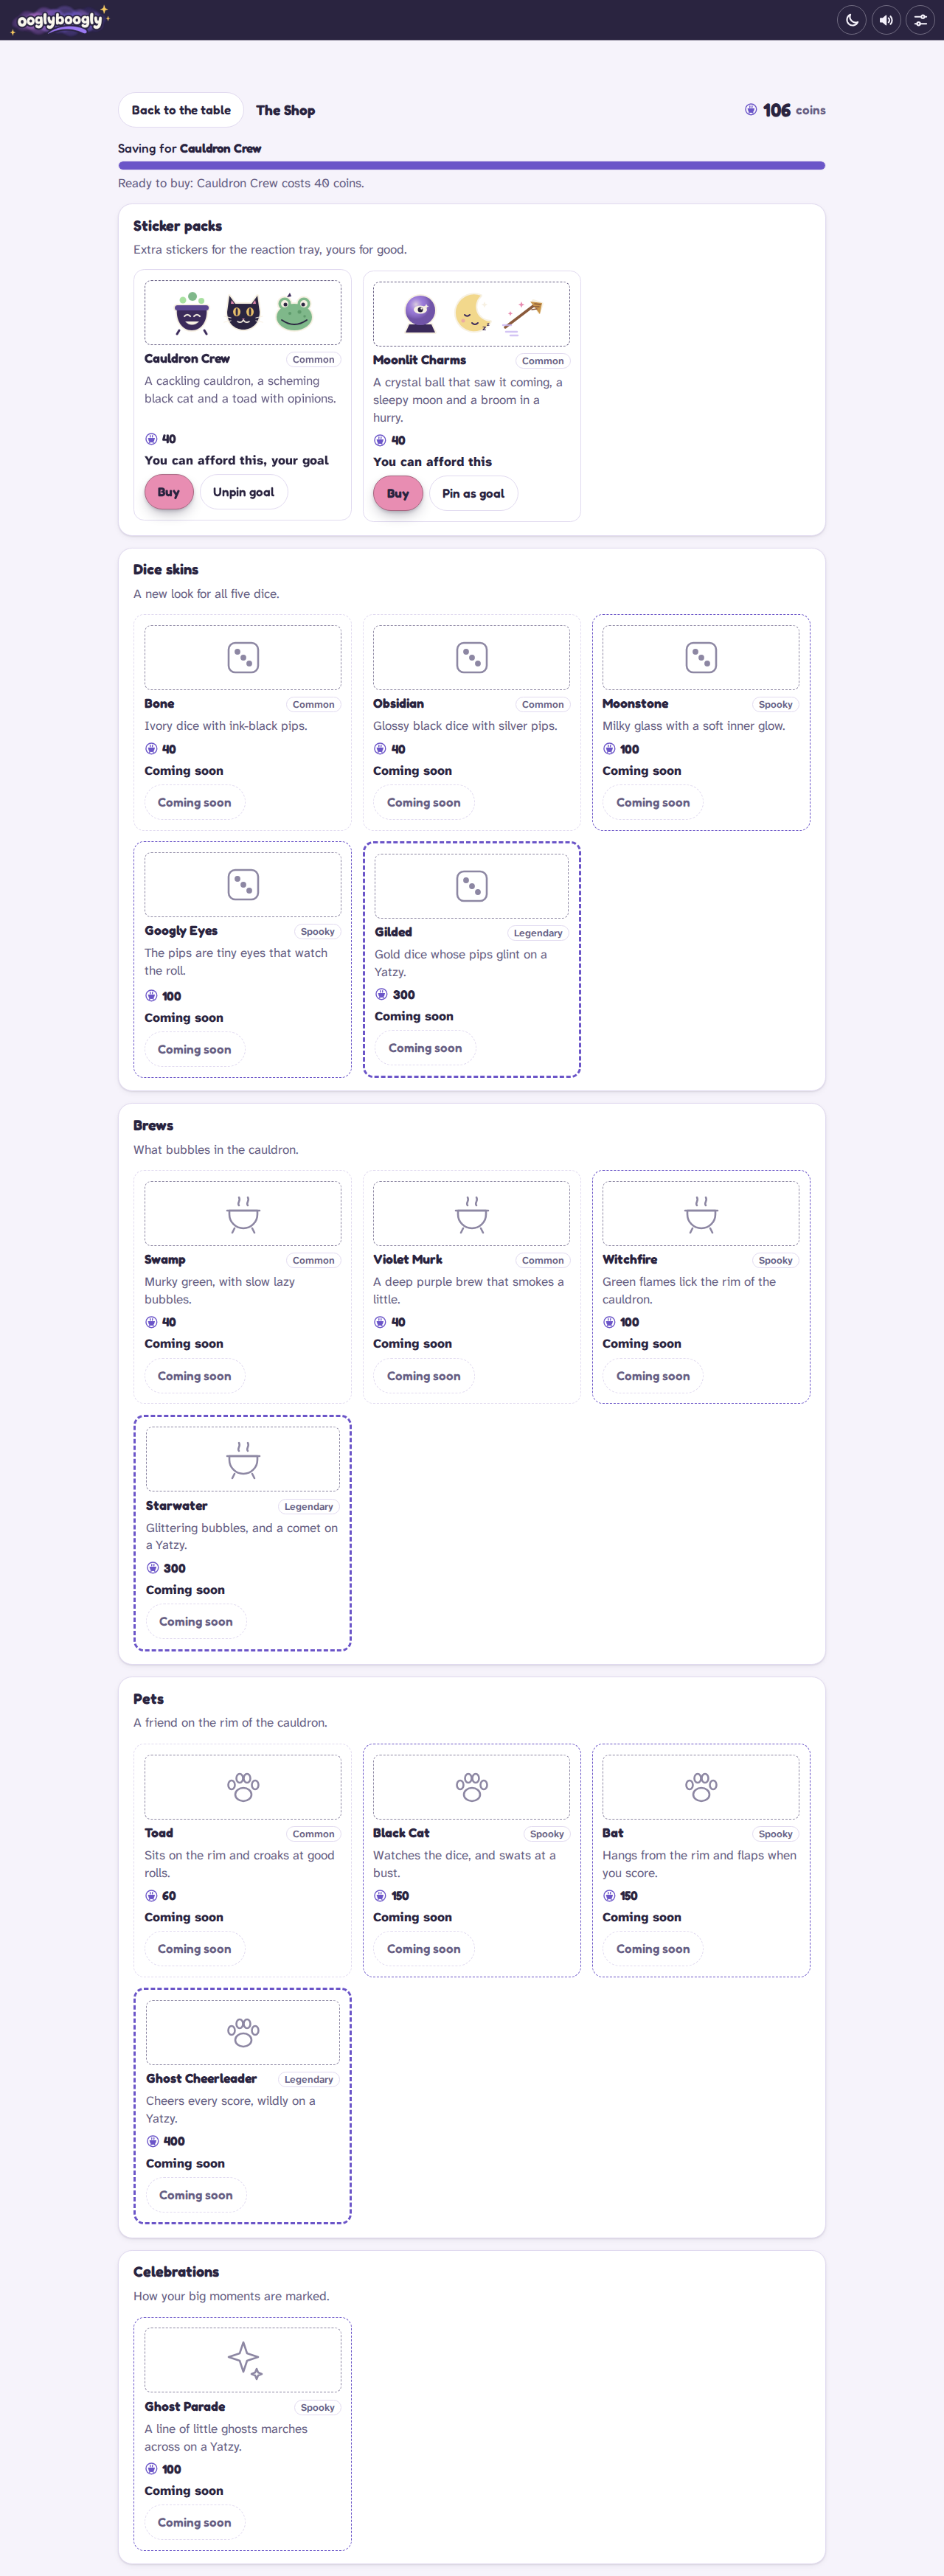 ooglyboogly
Back to the table
The Shop
106 coins
Saving for Cauldron Crew
Ready to buy: Cauldron Crew costs 40 coins.
Sticker packs
Extra stickers for the reaction tray, yours for good.
Cauldron Crew
Common
A cackling cauldron, a scheming
black cat and a toad with opinions.
40
You can afford this, your goal
Buy
Unpin goal
Moonlit Charms
Common
A crystal ball that saw it coming, a
sleepy moon and a broom in a
hurry.
40
You can afford this
Buy
Pin as goal
Dice skins
A new look for all five dice.
Bone
Common
Ivory dice with ink-black pips.
40
Coming soon
Coming soon
Obsidian
Common
Glossy black dice with silver pips.
40
Coming soon
Coming soon
Moonstone
Spooky
Milky glass with a soft inner glow.
100
Coming soon
Coming soon
Googly Eyes
Spooky
The pips are tiny eyes that watch
the roll.
100
Coming soon
Coming soon
Gilded
Legendary
Gold dice whose pips glint on a
Yatzy.
300
Coming soon
Coming soon
Brews
What bubbles in the cauldron.
Swamp
Common
Murky green, with slow lazy
bubbles.
40
Coming soon
Coming soon
Violet Murk
Common
A deep purple brew that smokes a
little.
40
Coming soon
Coming soon
Witchfire
Spooky
Green flames lick the rim of the
cauldron.
100
Coming soon
Coming soon
Starwater
Legendary
Glittering bubbles, and a comet on
a Yatzy.
300
Coming soon
Coming soon
Pets
A friend on the rim of the cauldron.
Toad
Common
Sits on the rim and croaks at good
rolls.
60
Coming soon
Coming soon
Black Cat
Spooky
Watches the dice, and swats at a
bust.
150
Coming soon
Coming soon
Bat
Spooky
Hangs from the rim and flaps when
you score.
150
Coming soon
Coming soon
Ghost Cheerleader
Legendary
Cheers every score, wildly on a
Yatzy.
400
Coming soon
Coming soon
Celebrations
How your big moments are marked.
Ghost Parade
Spooky
A line of little ghosts marches
across on a Yatzy.
100
Coming soon
Coming soon